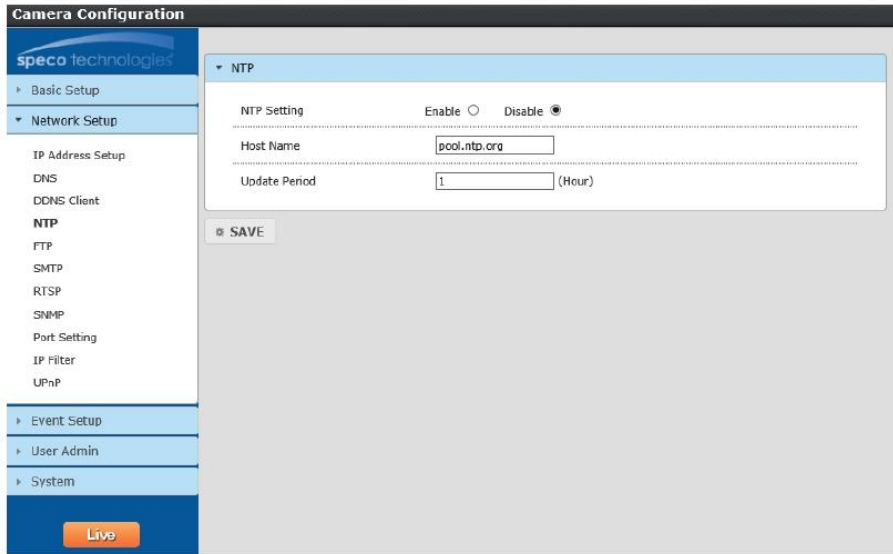 Camera Configuration
speco technologies
Basic Setup
Network Setup
IP Address Setup
DNS
DDNS Client
NTP
FTP
SMTP
RTSP
SNMP
Port Setting
IP Filter
UPnP
Event Setup
User Admin
System
Live
NTP
NTP Setting Enable Disable
Host Name pool.ntp.org
Update Period 1 (Hour)
SAVE